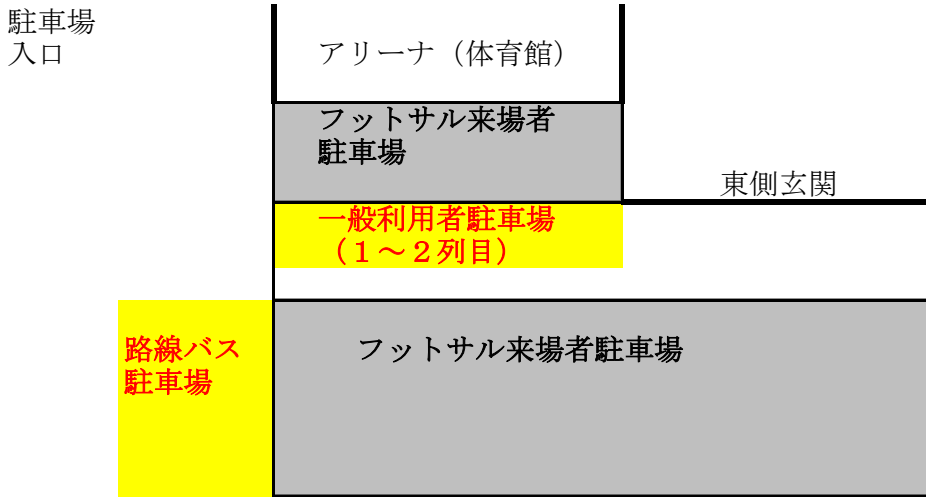 駐車場
入口
アリーナ（体育館）
フットサル来場者
駐車場
東側玄関
一般利用者駐車場
（１～２列目）
路線バス
駐車場
フットサル来場者駐車場